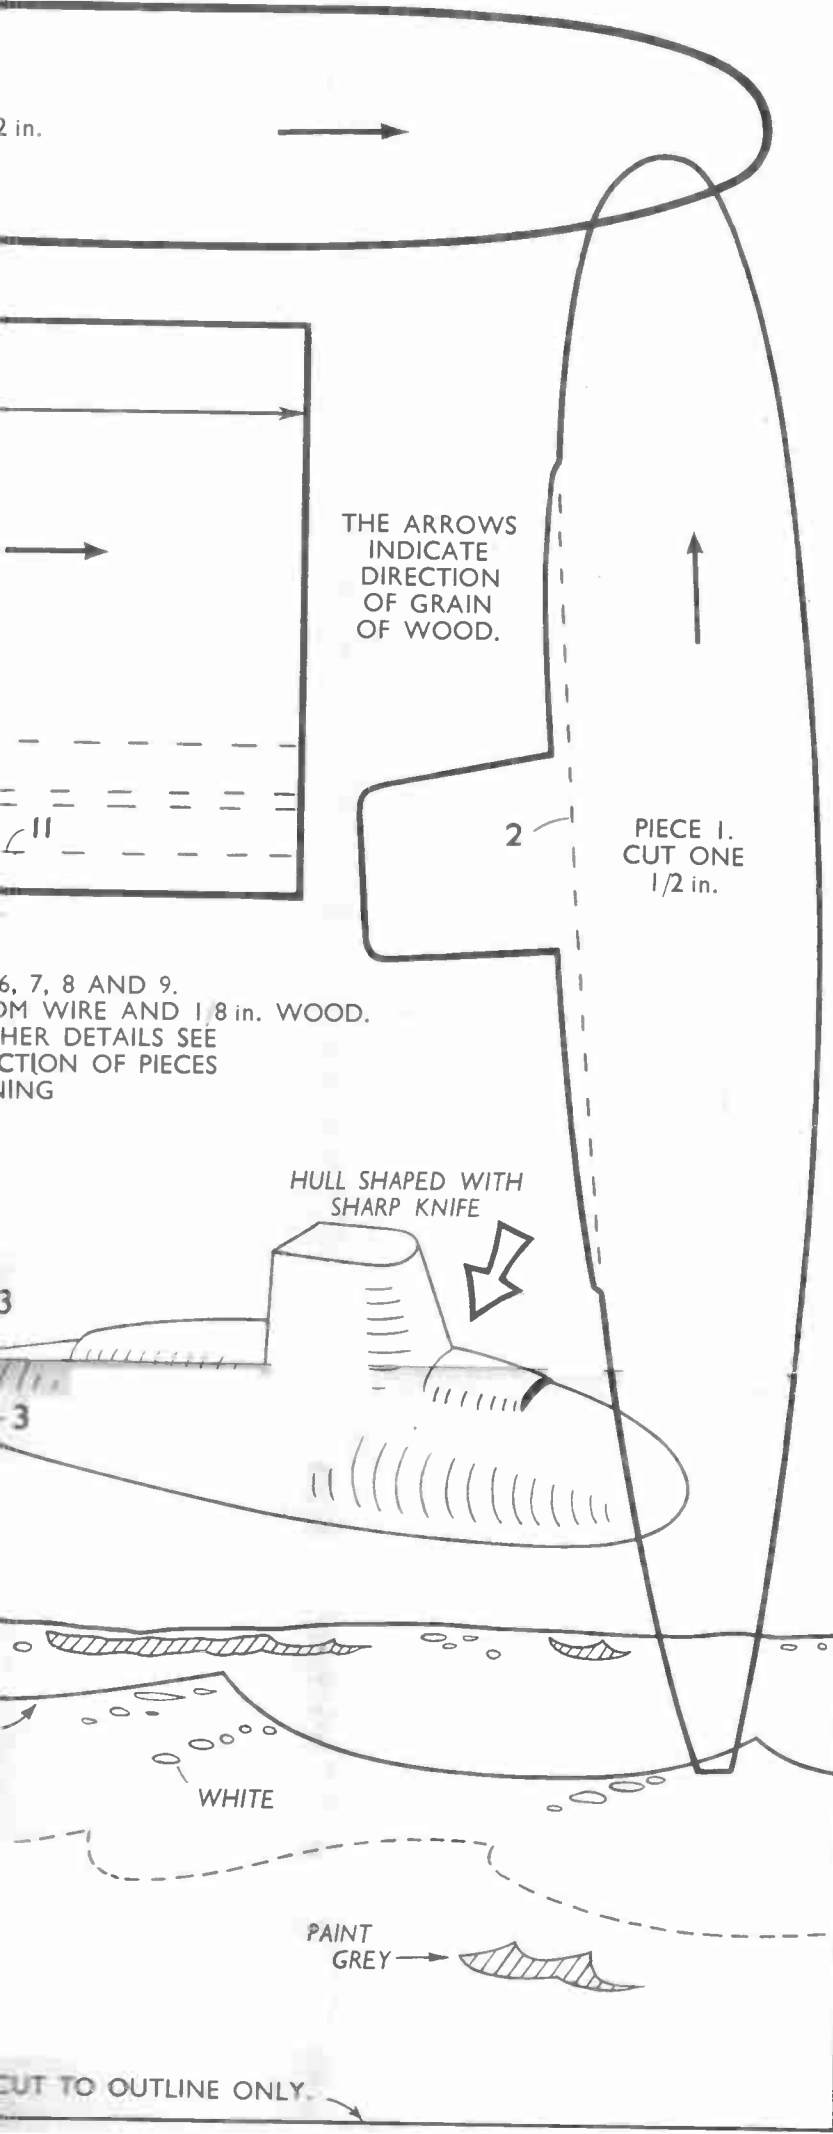 2 in.
THE ARROWS
INDICATE
DIRECTION
OF GRAIN
OF WOOD.
11
2
PIECE 1.
CUT ONE
1/2 in.
6, 7, 8 AND 9.
OM WIRE AND 1/8 in. WOOD.
HER DETAILS SEE
CTION OF PIECES
NING
HULL SHAPED WITH
SHARP KNIFE
3
3
WHITE
PAINT
GREY
CUT TO OUTLINE ONLY.